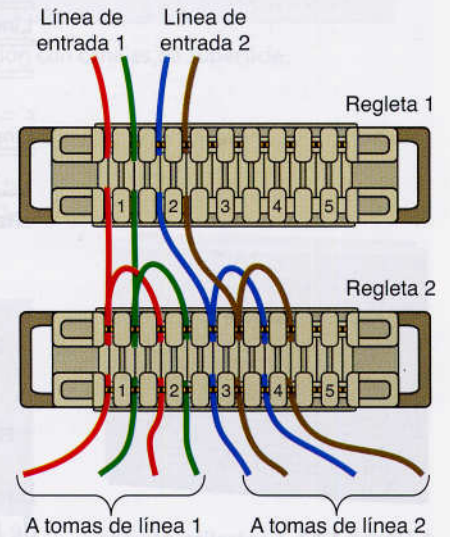 Línea de entrada 1
Línea de entrada 2
Regleta 1
1 2 3 4 5
Regleta 2
1 2 3 4 5
A tomas de línea 1
A tomas de línea 2